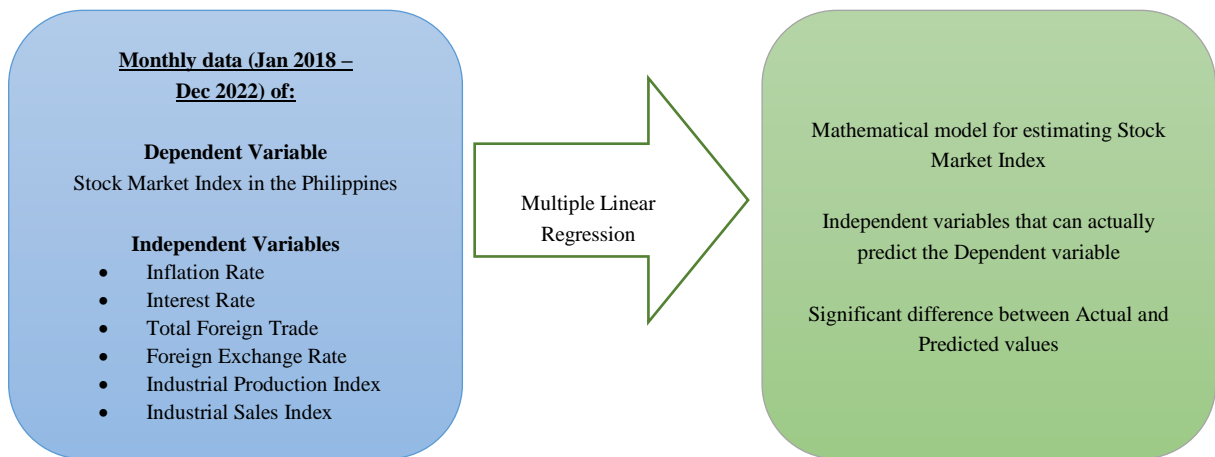 Monthly data (Jan 2018 –
Dec 2022) of:
Dependent Variable
Stock Market Index in the Philippines
Independent Variables
• Inflation Rate
• Interest Rate
• Total Foreign Trade
• Foreign Exchange Rate
• Industrial Production Index
• Industrial Sales Index
Multiple Linear
Regression
Mathematical model for estimating Stock
Market Index
Independent variables that can actually
predict the Dependent variable
Significant difference between Actual and
Predicted values